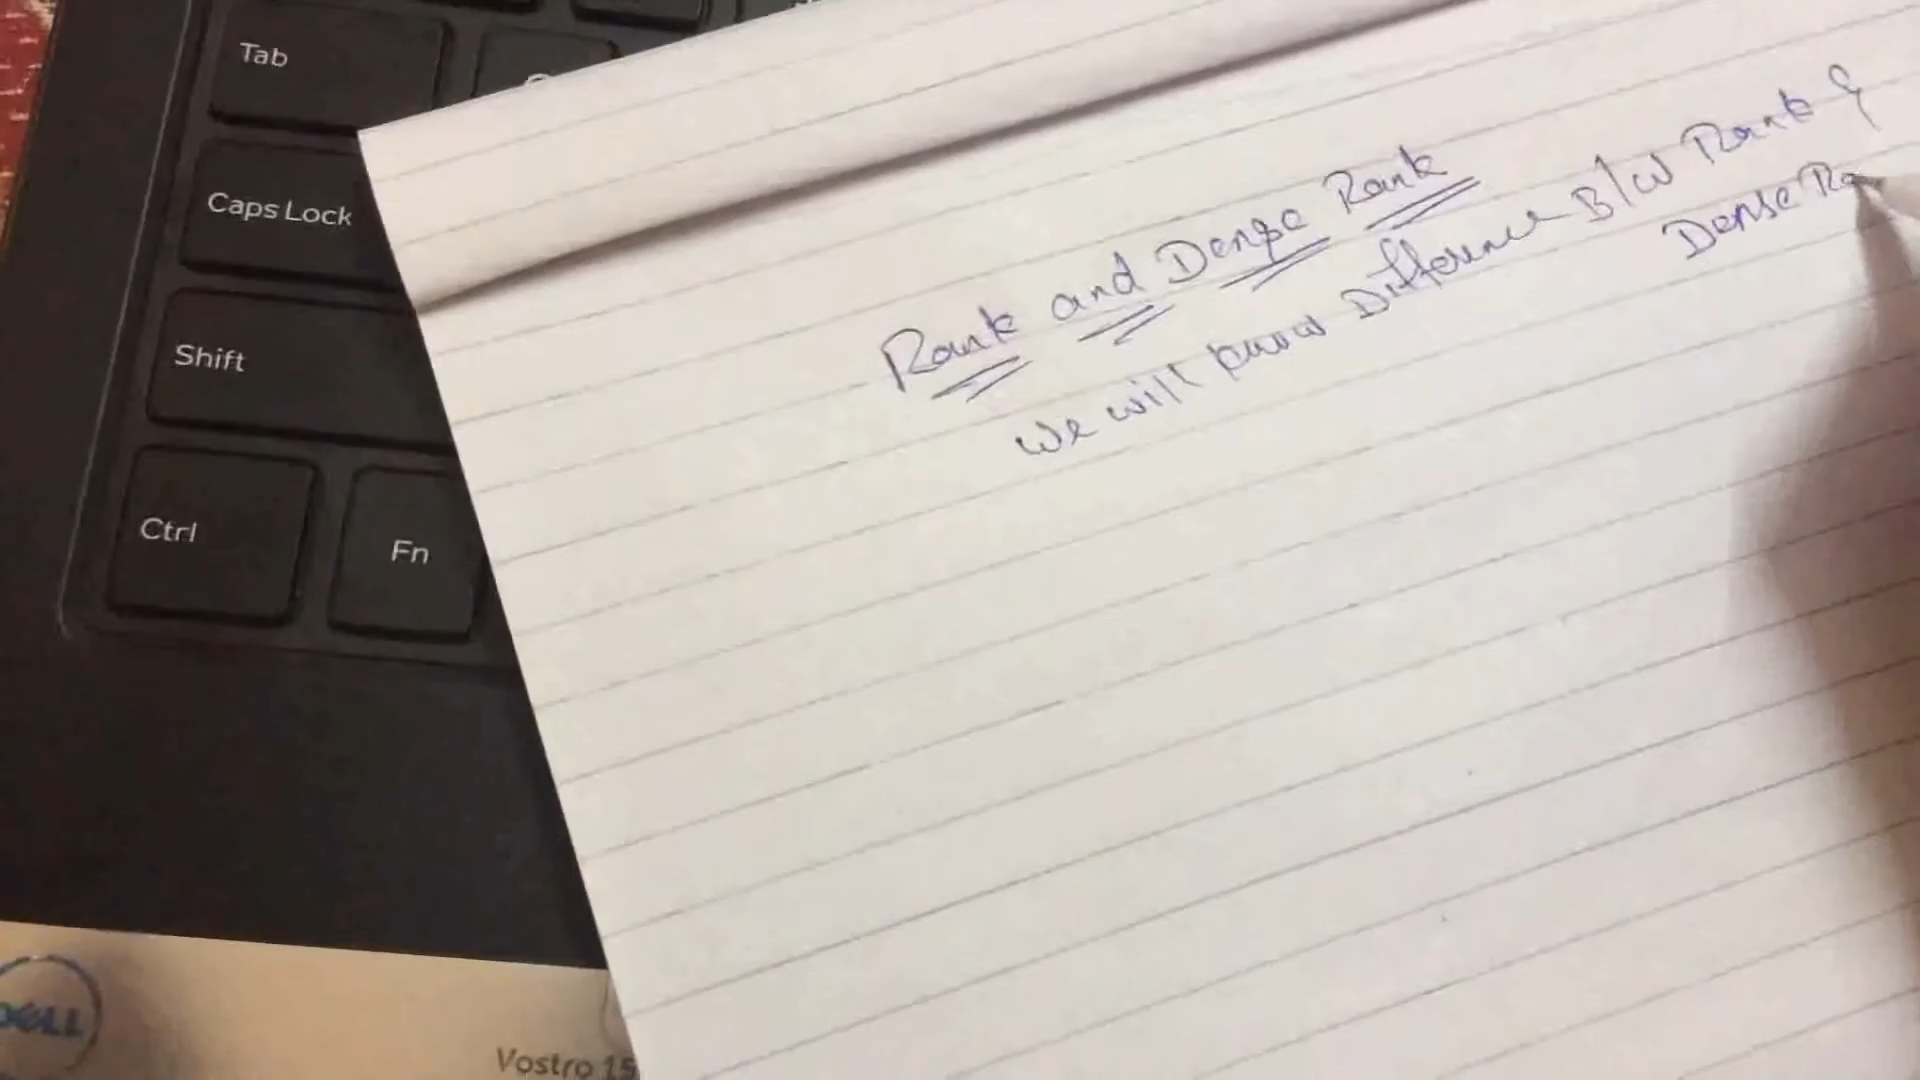 Tab
Caps Lock
Shift
Ctrl
Fn
DELL
Vostro 15
Rank and Dense Rank
We will know Difference B/w Rank &
Dense Ra